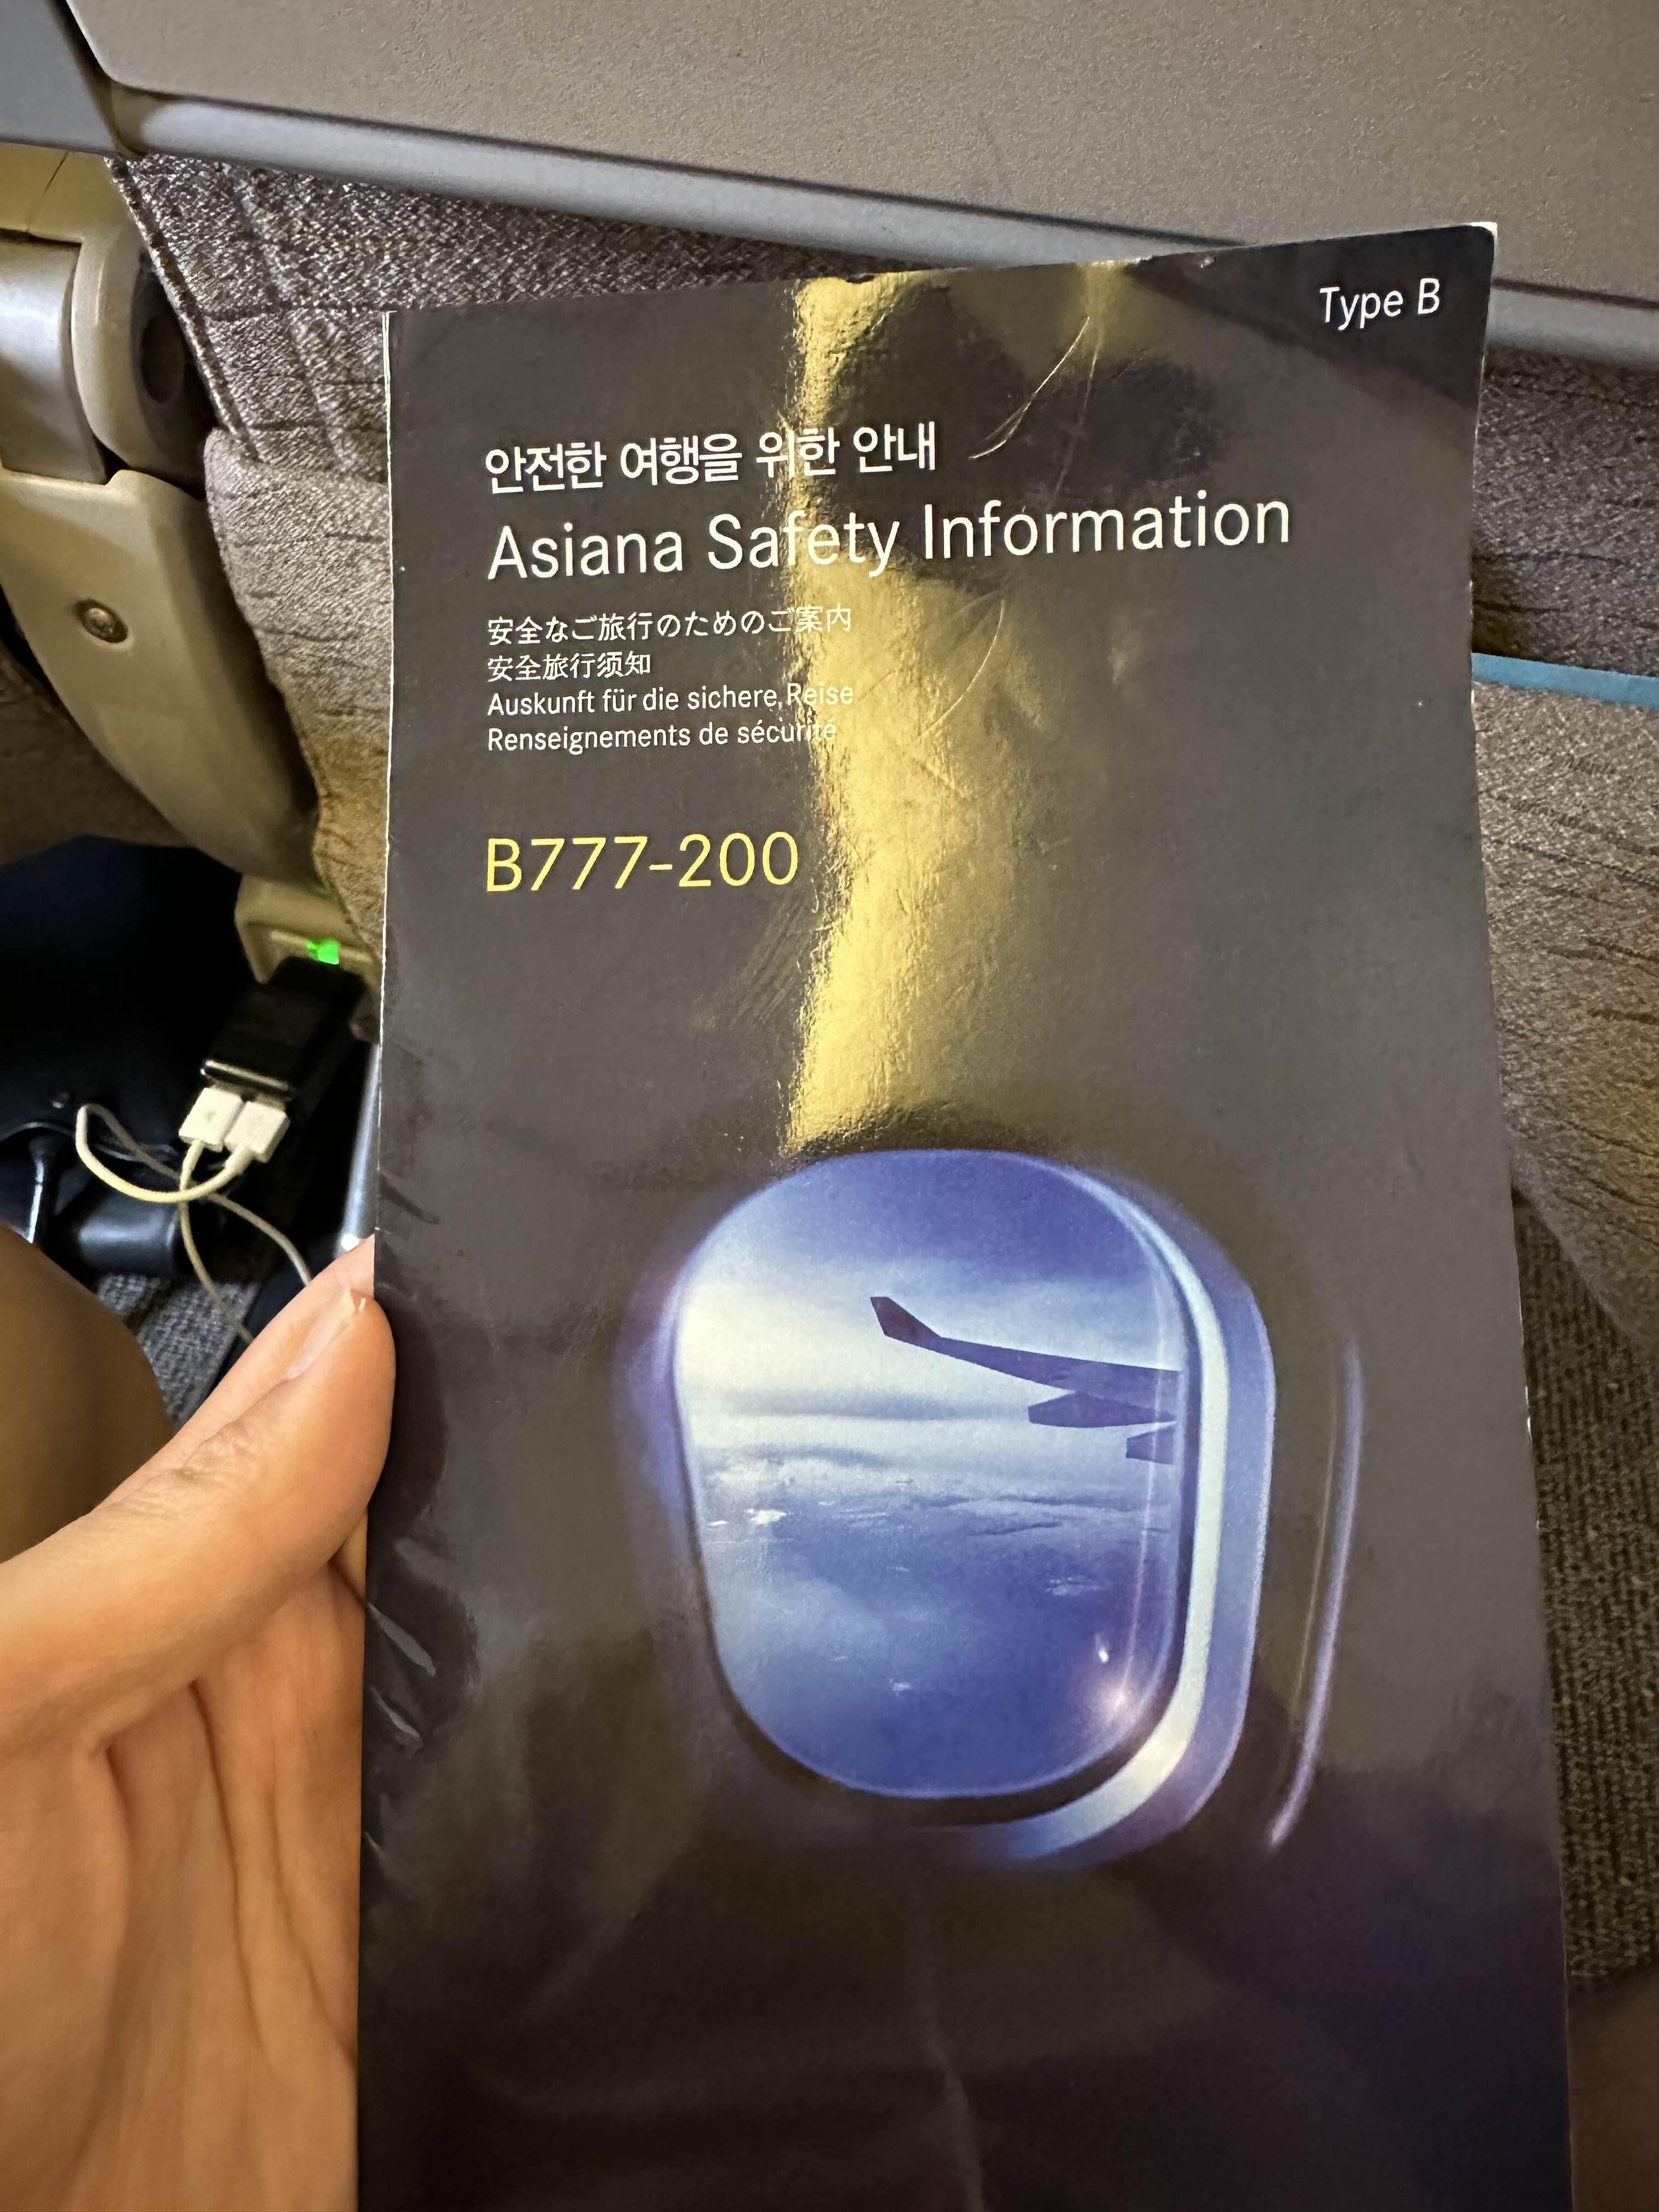 Type B
안전한 여행을 위한 안내
Asiana Safety Information
安全なご旅行のためのご案内
安全旅行须知
Auskunft für die sichere Reise
Renseignements de sécurité
B777-200